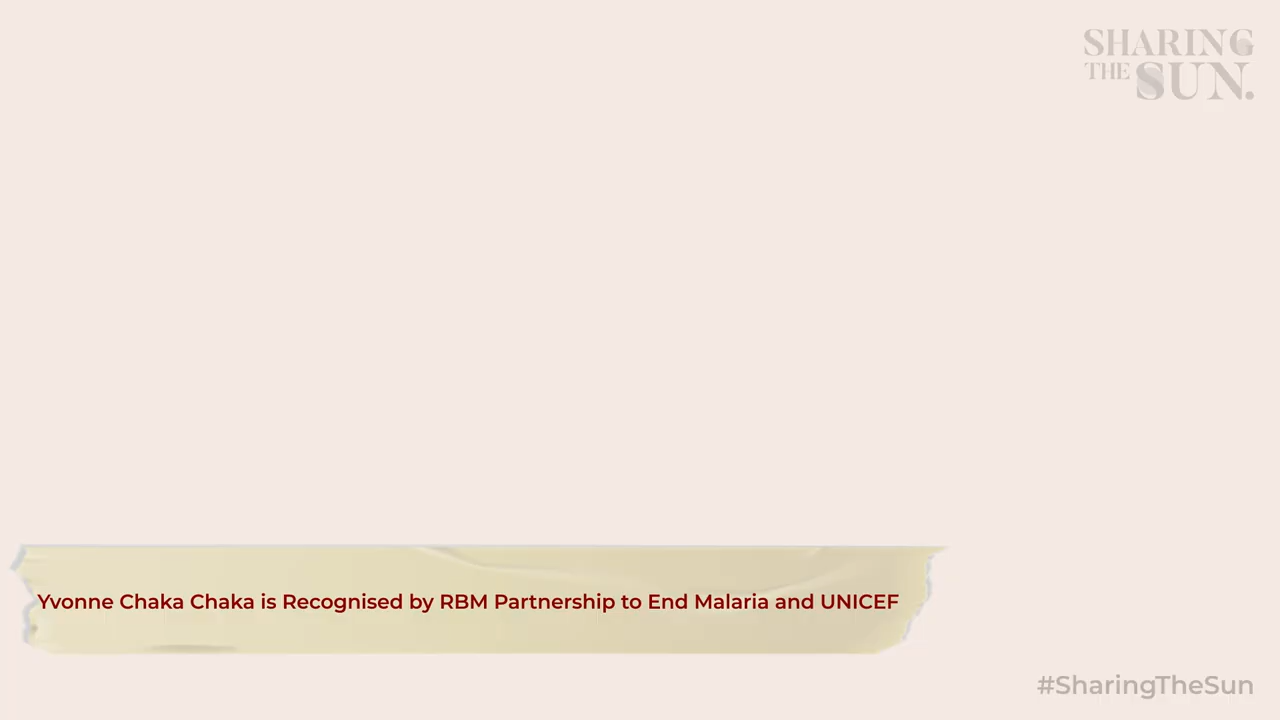 SHARING
THE SUN.
Yvonne Chaka Chaka is Recognised by RBM Partnership to End Malaria and UNICEF
#SharingTheSun